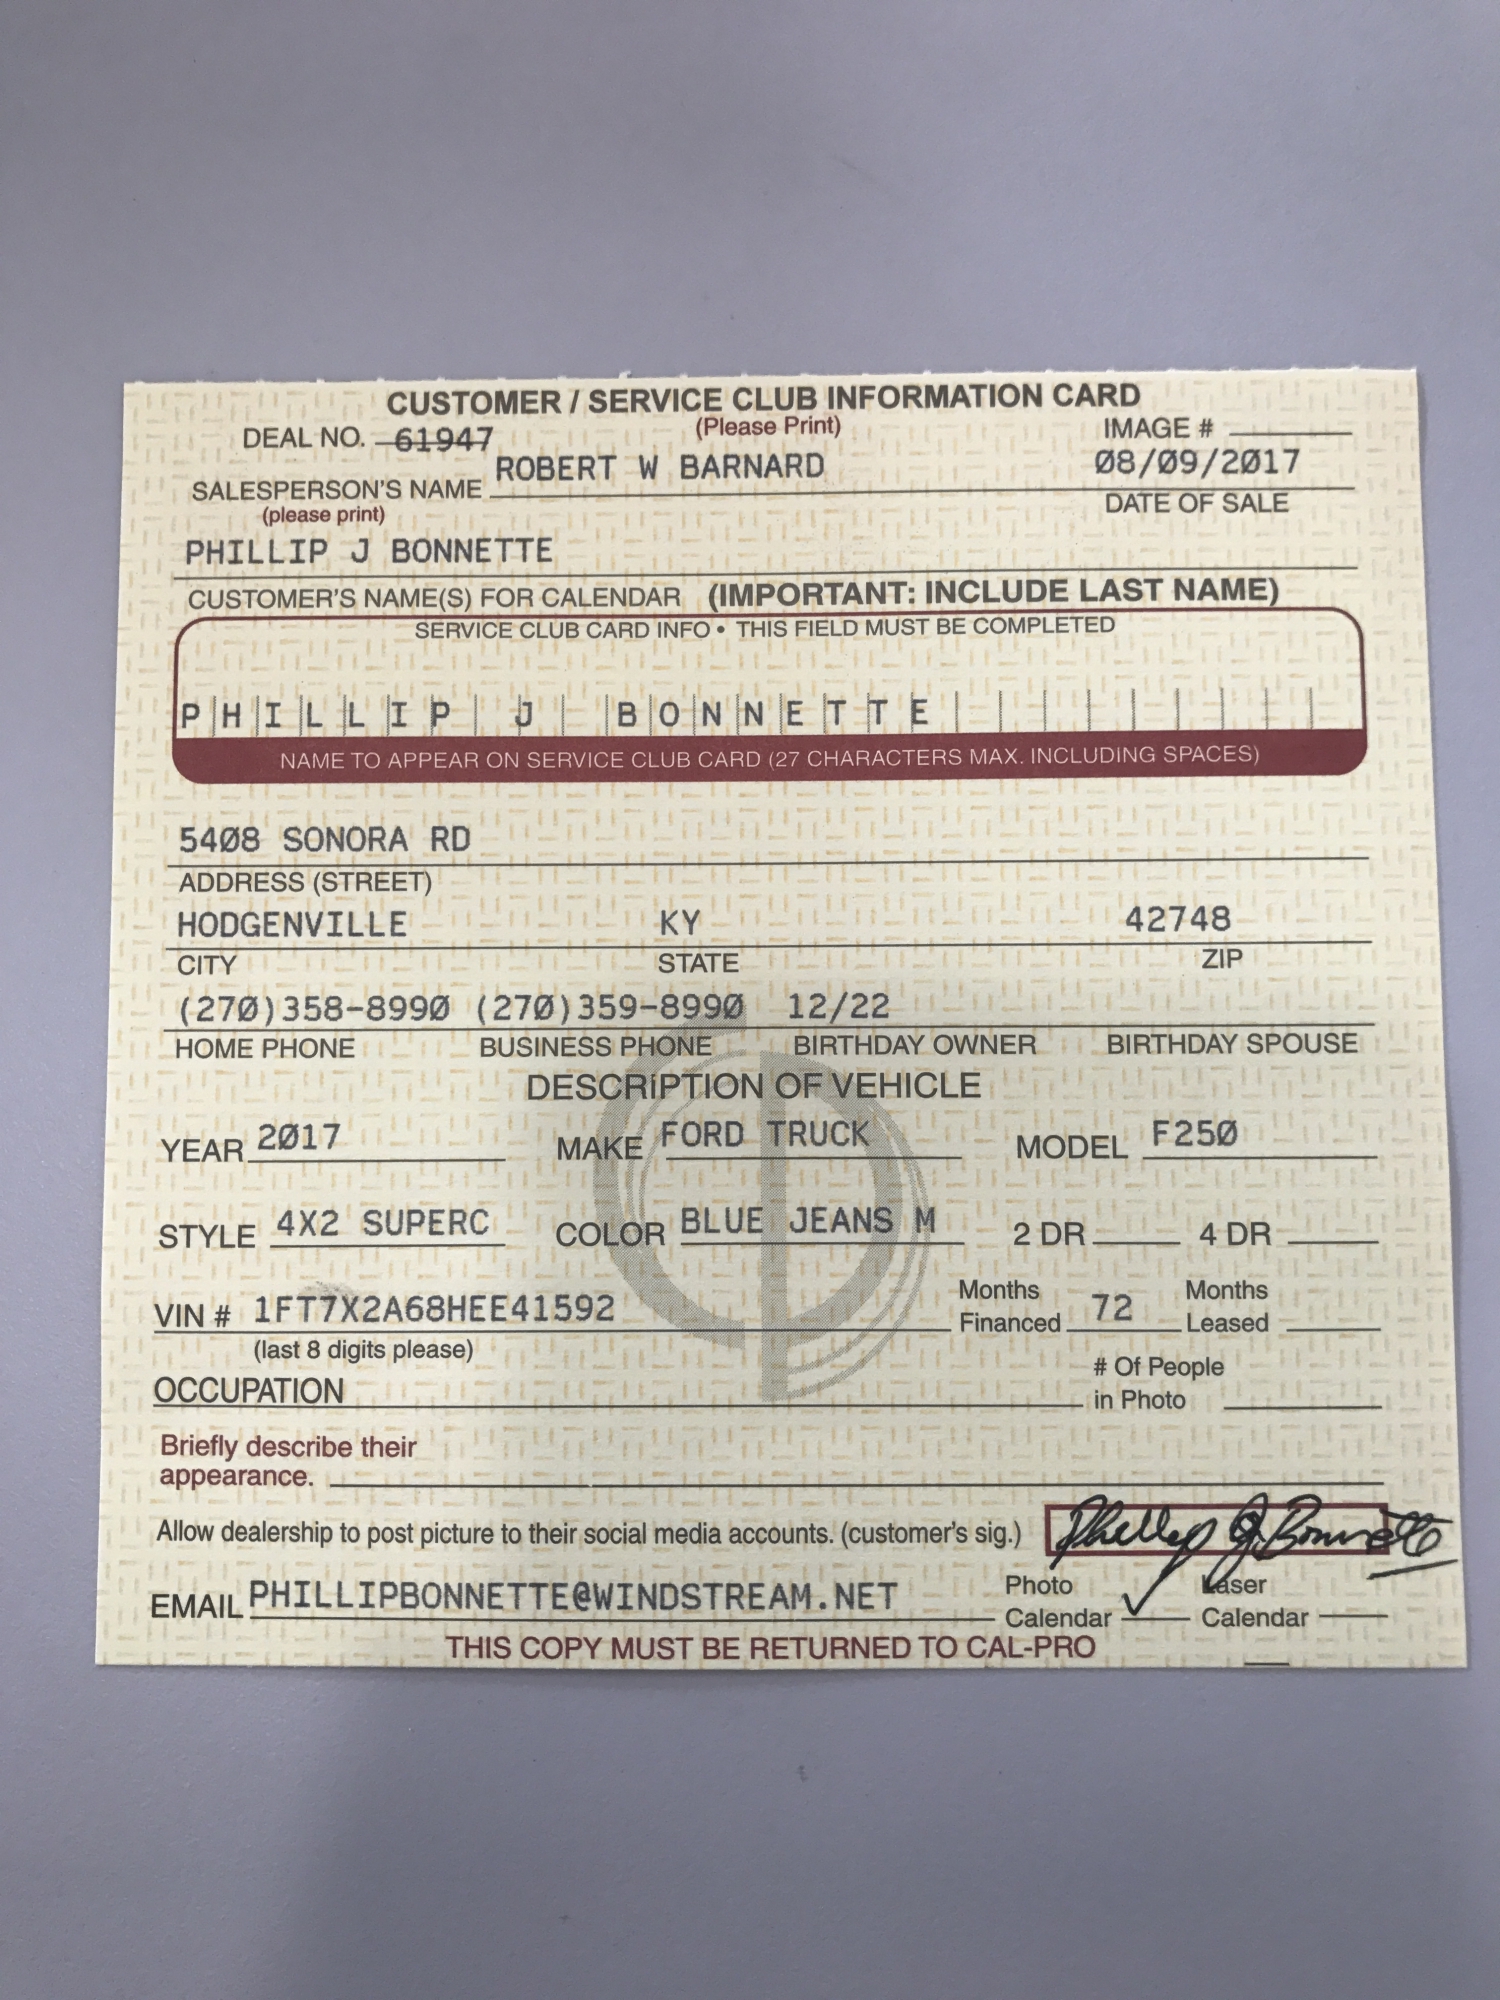 CUSTOMER / SERVICE CLUB INFORMATION CARD
(Please Print)
DEAL NO. 61947 IMAGE #
SALESPERSON'S NAME ROBERT W BARNARD 08/09/2017
(please print) DATE OF SALE
PHILLIP J BONNETTE
CUSTOMER'S NAME(S) FOR CALENDAR (IMPORTANT: INCLUDE LAST NAME)
SERVICE CLUB CARD INFO • THIS FIELD MUST BE COMPLETED
PHILLIP J BONNETTE
NAME TO APPEAR ON SERVICE CLUB CARD (27 CHARACTERS MAX. INCLUDING SPACES)
5408 SONORA RD
ADDRESS (STREET)
HODGENVILLE KY 42748
CITY STATE ZIP
(270)358-8990 (270)359-8990 12/22
HOME PHONE BUSINESS PHONE BIRTHDAY OWNER BIRTHDAY SPOUSE
DESCRIPTION OF VEHICLE
YEAR 2017 MAKE FORD TRUCK MODEL F250
STYLE 4X2 SUPERC COLOR BLUE JEANS M 2 DR 4 DR
VIN # 1FT7X2A68HEE41592 Months Financed 72 Months Leased
(last 8 digits please)
OCCUPATION # Of People in Photo
Briefly describe their
appearance.
Allow dealership to post picture to their social media accounts. (customer's sig.) Phillip J. Bonnette
EMAIL PHILLIPBONNETTE@WINDSTREAM.NET Photo Calendar ✓ Laser Calendar
THIS COPY MUST BE RETURNED TO CAL-PRO